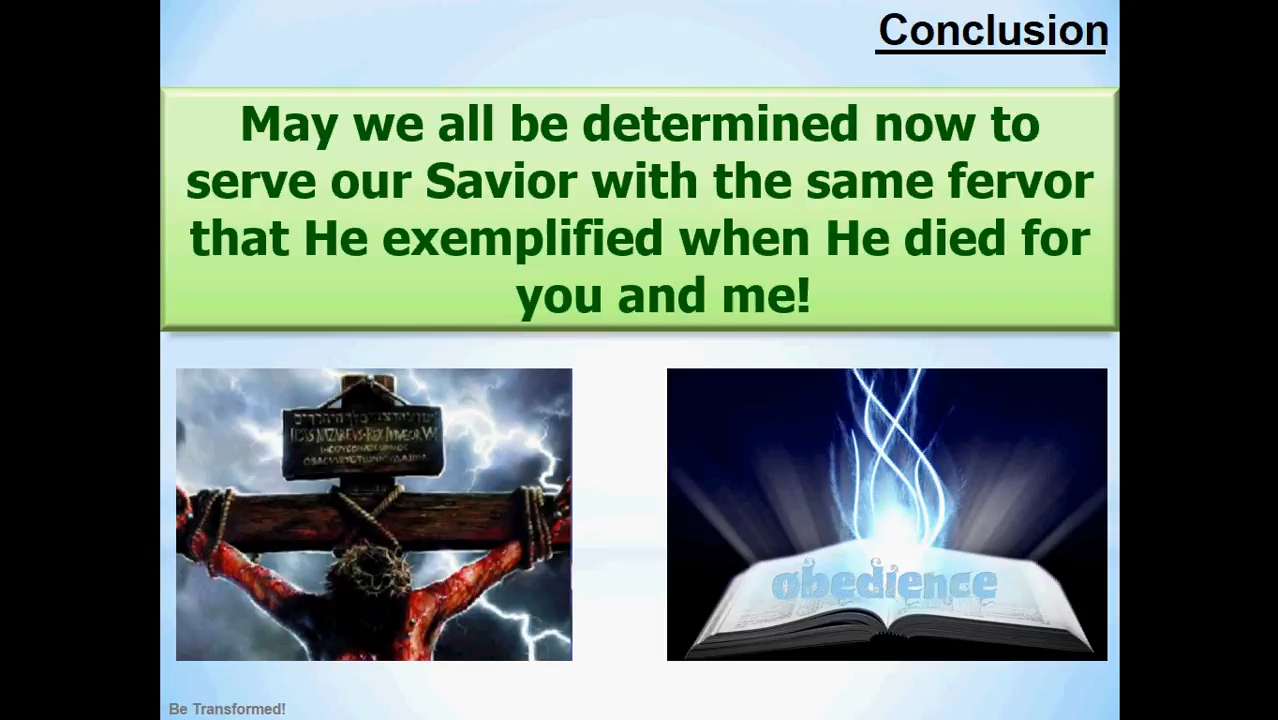 Conclusion
May we all be determined now to
serve our Savior with the same fervor
that He exemplified when He died for
you and me!
obedience
Be Transformed!